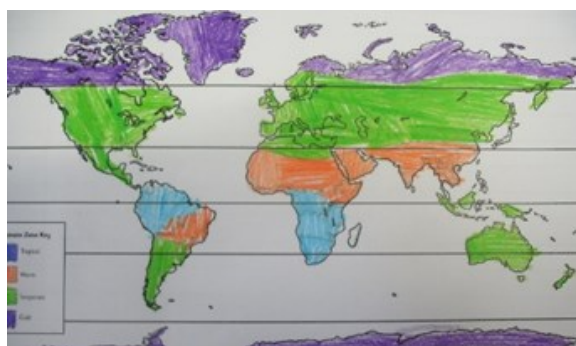 Climate Zone Key
Tropical
Warm
Temperate
Cold